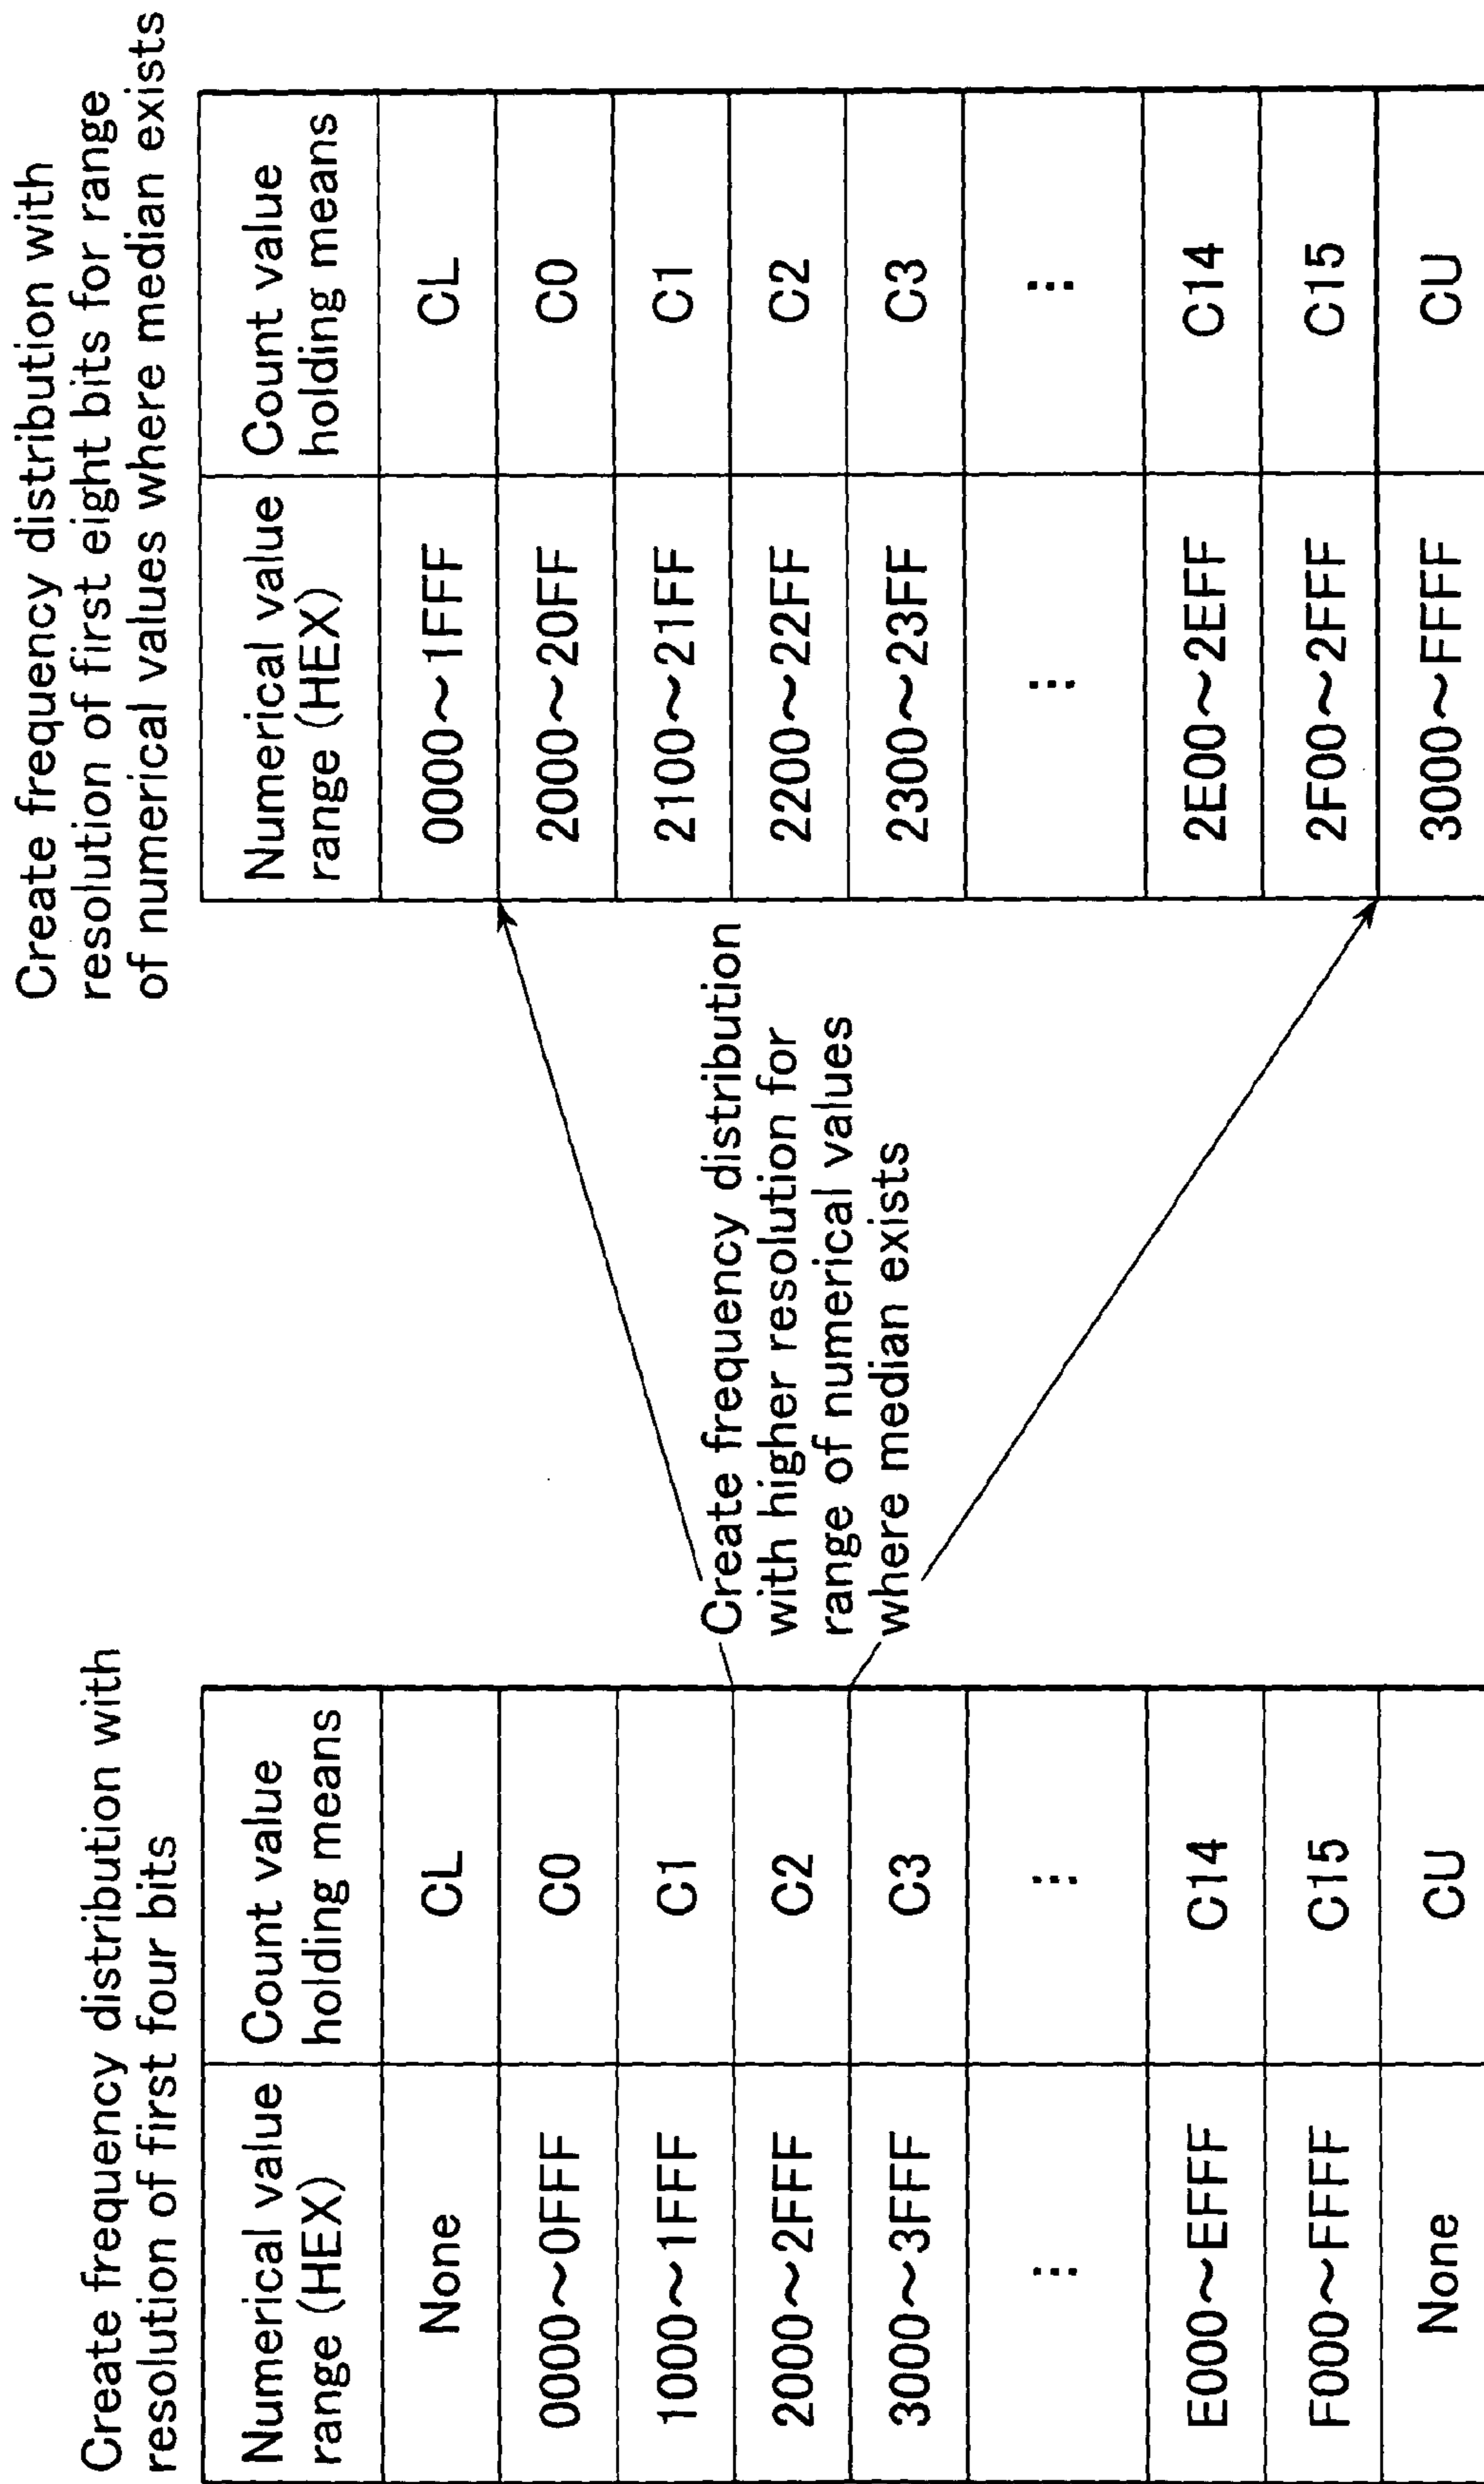 Create frequency distribution with
resolution of first four bits
Numerical value range (HEX) Count value holding means
None CL
0000~0FFF C0
1000~1FFF C1
2000~2FFF C2
3000~3FFF C3
... ...
E000~EFFF C14
F000~FFFF C15
None CU
Create frequency distribution
with higher resolution for
range of numerical values
where median exists
Create frequency distribution with
resolution of first eight bits for range
of numerical values where median exists
Numerical value range (HEX) Count value holding means
0000~1FFF CL
2000~20FF C0
2100~21FF C1
2200~22FF C2
2300~23FF C3
... ...
2E00~2EFF C14
2F00~2FFF C15
3000~FFFF CU